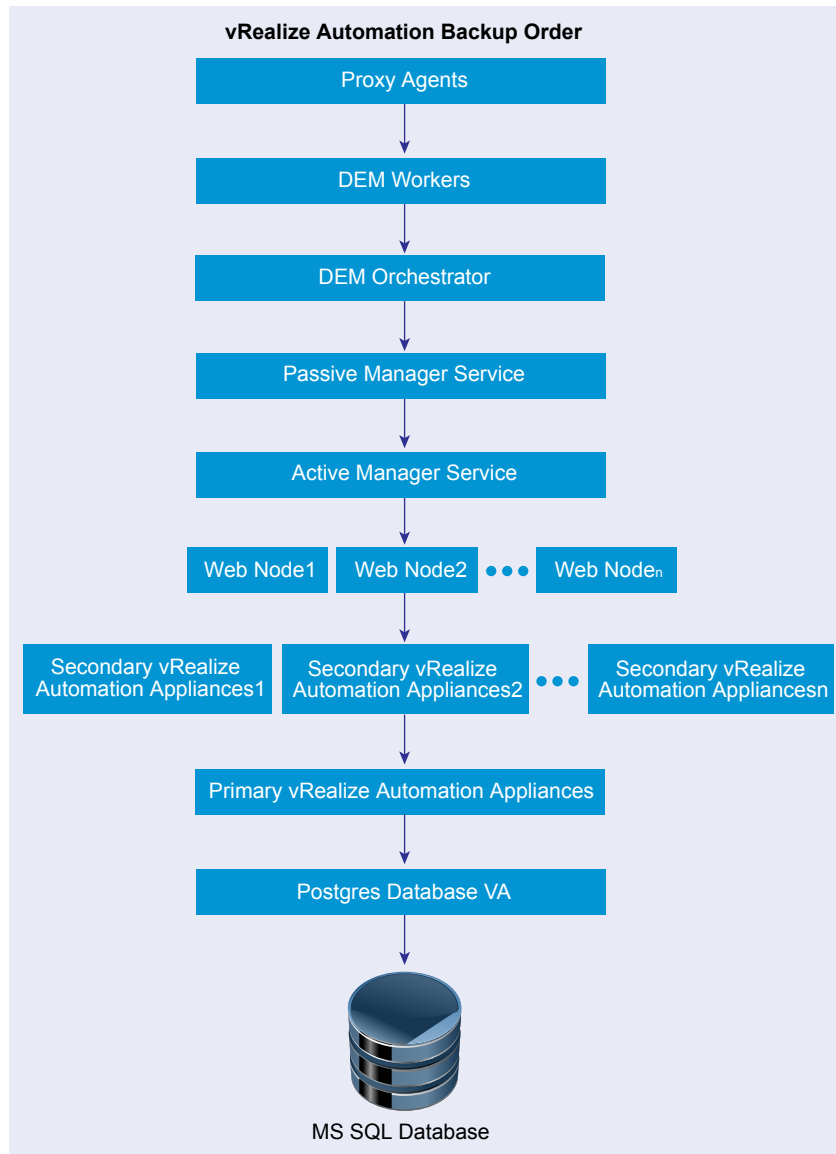 vRealize Automation Backup Order
Proxy Agents
DEM Workers
DEM Orchestrator
Passive Manager Service
Active Manager Service
Web Node1
Web Node2
Web Noden
Secondary vRealize
Automation Appliances1
Secondary vRealize
Automation Appliances2
Secondary vRealize
Automation Appliancesn
Primary vRealize Automation Appliances
Postgres Database VA
MS SQL Database